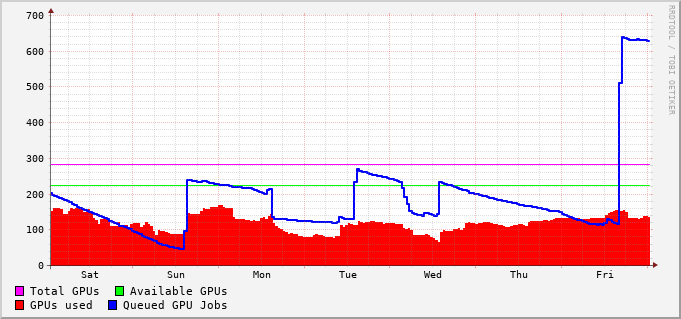 700
600
500
400
300
200
100
0
Sat Sun Mon Tue Wed Thu Fri
RRDTOOL / TOBI OETIKER
Total GPUs Available GPUs
GPUs used Queued GPU Jobs